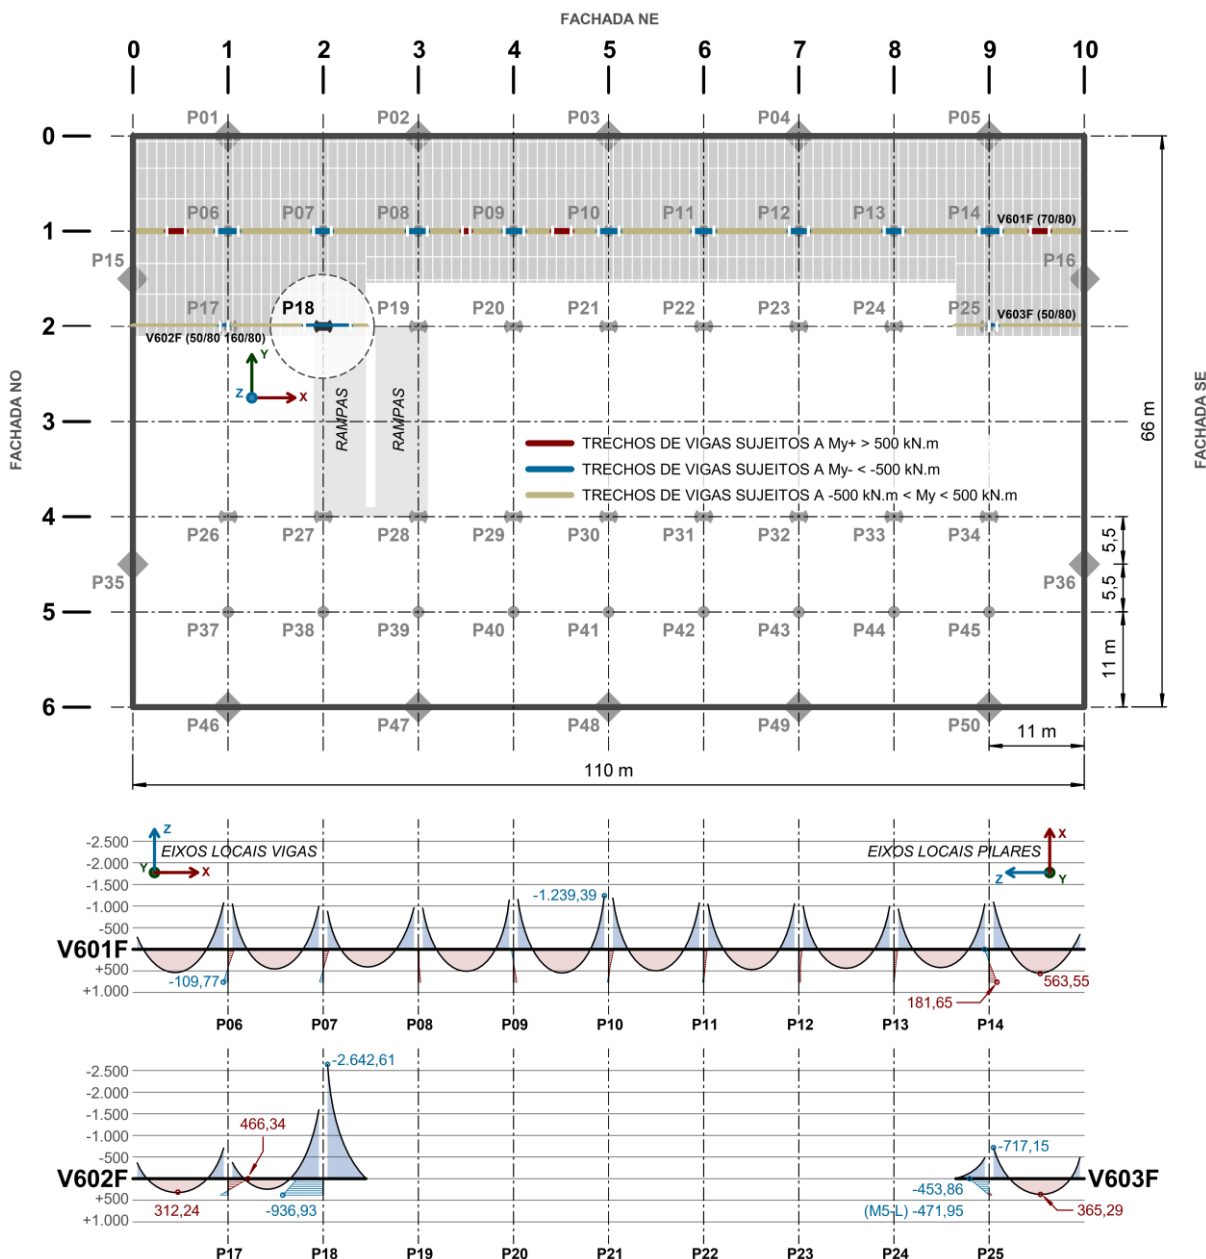 FACHADA NE
0 1 2 3 4 5 6 7 8 9 10
P01 P02 P03 P04 P05
0
P06 P07 P08 P09 P10 P11 P12 P13 P14 V601F (70/80)
1
P15 P16
P17 P18 P19 P20 P21 P22 P23 P24 P25 V603F (50/80)
2
V602F (50/80 160/80)
Y
Z X
FACHADA NO
RAMPAS RAMPAS
FACHADA SE
66 m
3
TRECHOS DE VIGAS SUJEITOS A My+ > 500 kN.m
TRECHOS DE VIGAS SUJEITOS A My- < -500 kN.m
TRECHOS DE VIGAS SUJEITOS A -500 kN.m < My < 500 kN.m
4
P26 P27 P28 P29 P30 P31 P32 P33 P34
5,5
P35 P36
5,5
5
P37 P38 P39 P40 P41 P42 P43 P44 P45
11 m
6
P46 P47 P48 P49 P50
11 m
110 m
Z
Y X
EIXOS LOCAIS VIGAS
EIXOS LOCAIS PILARES
X
Z Y
-2.500
-2.000
-1.500
-1.000
-500
V601F
+500
+1.000
-1.239,39
-109,77
181,65
563,55
P06 P07 P08 P09 P10 P11 P12 P13 P14
-2.500
-2.000
-1.500
-1.000
-500
V602F
+500
+1.000
-2.642,61
466,34
312,24
-936,93
-717,15
V603F
-453,86
(M5-L) -471,95
365,29
P17 P18 P19 P20 P21 P22 P23 P24 P25